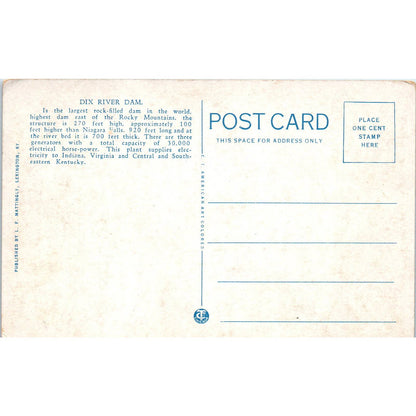 DIX RIVER DAM.
Is the largest rock-filled dam in the world,
highest dam east of the Rocky Mountains, the
structure is 270 feet high, approximately 100
feet higher than Niagara Falls, 920 feet long and at
the river bed it is 700 feet thick. There are three
generators with a total capacity of 30,000
electrical horse-power. This plant supplies elec-
tricity to Indiana, Virginia and Central and South-
eastern Kentucky.
PUBLISHED BY L. F. MATTINGLY, LEXINGTON, KY.
AMERICAN ART COLORED
POST CARD
THIS SPACE FOR ADDRESS ONLY
PLACE
ONE CENT
STAMP
HERE